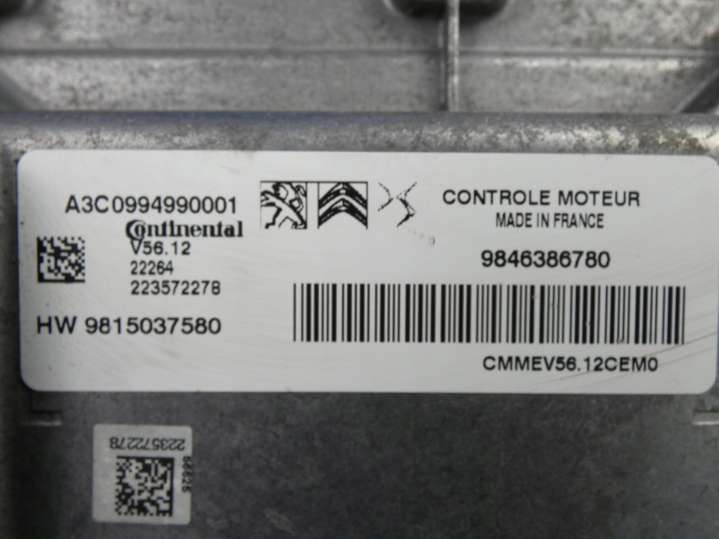 A3C0994990001
Continental
V56.12
22264
223572278
HW 9815037580
CONTROLE MOTEUR
MADE IN FRANCE
9846386780
CMMEV56.12CEM0
223572278